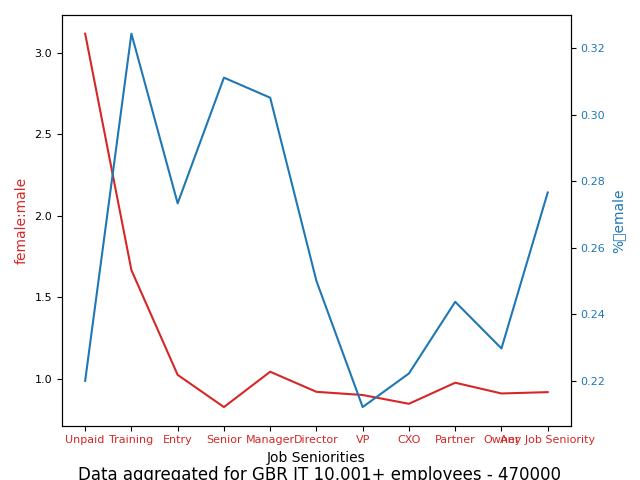 3.0
2.5
2.0
1.5
1.0
female:male
0.32
0.30
0.28
0.26
0.24
0.22
Unpaid Training Entry Senior Manager Director VP CXO Partner Owner Any Job Seniority
Job Seniorities
Data aggregated for GBR IT 10.001+ employees - 470000